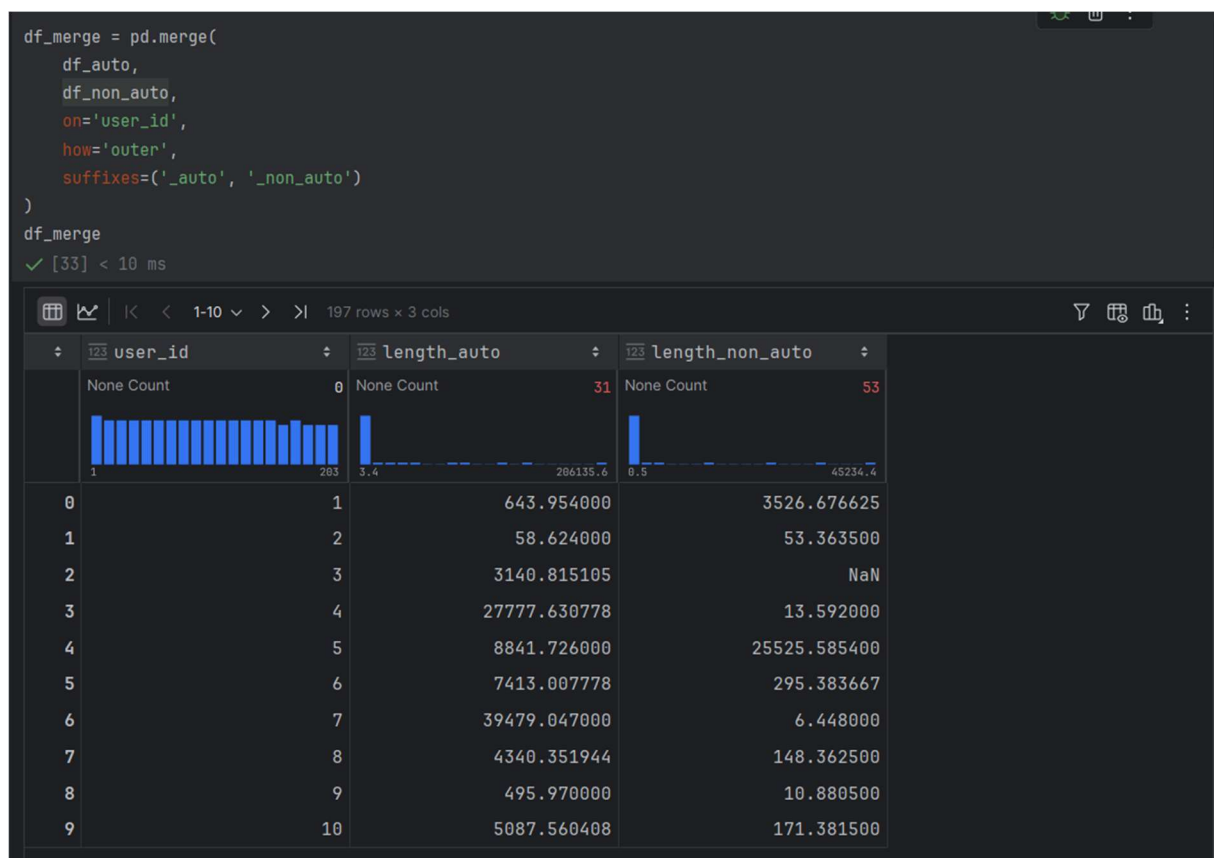 df_merge = pd.merge(
    df_auto,
    df_non_auto,
    on='user_id',
    how='outer',
    suffixes=('_auto', '_non_auto')
)
df_merge
[33] < 10 ms
1-10 197 rows × 3 cols
123 user_id 123 length_auto 123 length_non_auto
None Count 0 None Count 31 None Count 53
1 203 3.4 206135.6 0.5 45234.4
0 1 643.954000 3526.676625
1 2 58.624000 53.363500
2 3 3140.815105 NaN
3 4 27777.630778 13.592000
4 5 8841.726000 25525.585400
5 6 7413.007778 295.383667
6 7 39479.047000 6.448000
7 8 4340.351944 148.362500
8 9 495.970000 10.880500
9 10 5087.560408 171.381500